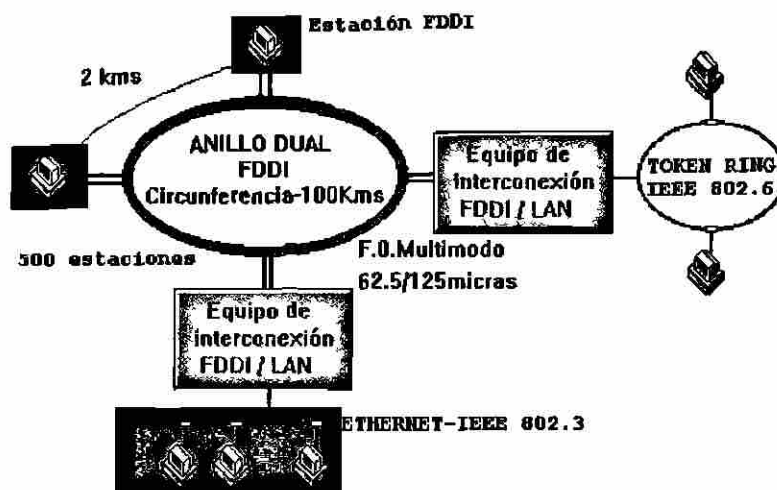 Estación FDDI
2 kms
ANILLO DUAL
FDDI
Circunferencia-100Kms
Equipo de
interconexión
FDDI / LAN
TOKEN RING
IEEE 802.6
500 estaciones
F.O.Multimodo
62.5/125micras
Equipo de
interconexión
FDDI / LAN
ETHERNET-IEEE 802.3